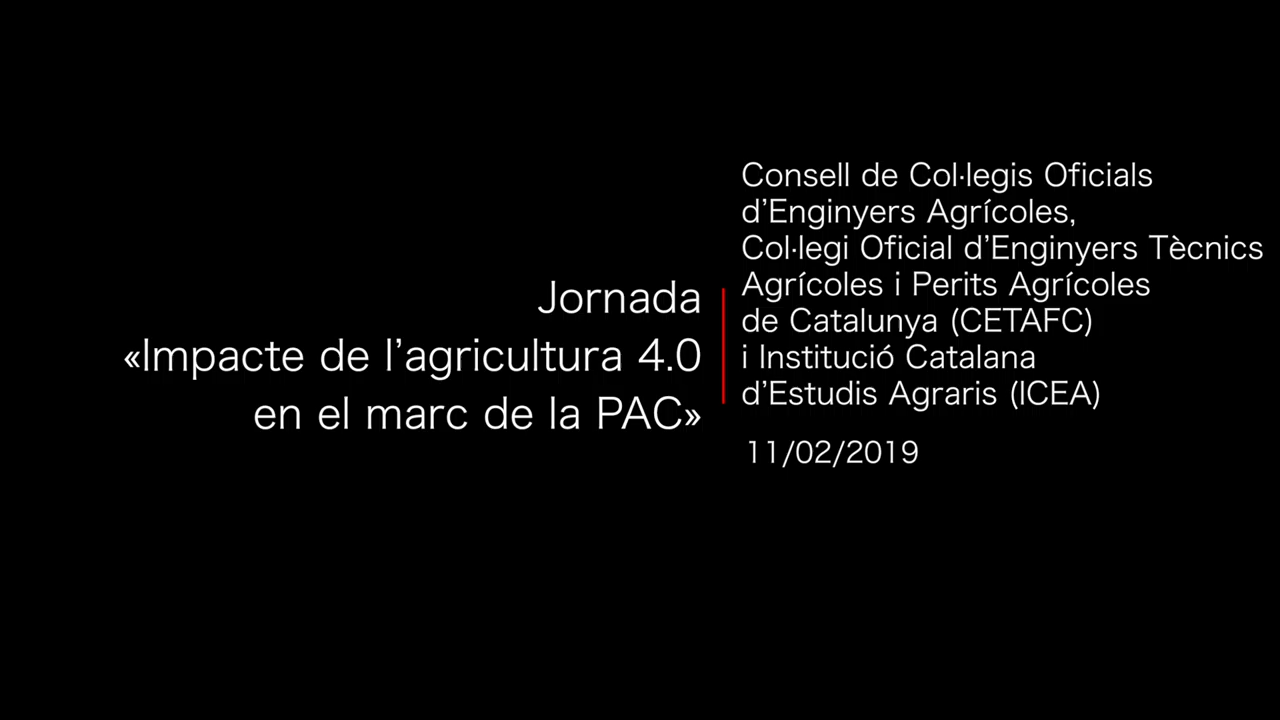 Jornada
«Impacte de l’agricultura 4.0
en el marc de la PAC»
Consell de Col·legis Oficials
d’Enginyers Agrícoles,
Col·legi Oficial d’Enginyers Tècnics
Agrícoles i Perits Agrícoles
de Catalunya (CETAFC)
i Institució Catalana
d’Estudis Agraris (ICEA)
11/02/2019